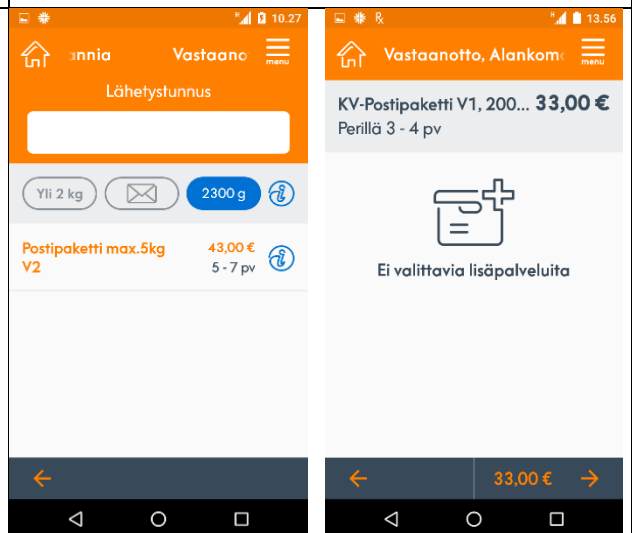 10.27
annia Vastaano
menu
Lähetystunnus
Yli 2 kg
2300 g
Postipaketti max.5kg 43,00 €
V2 5 - 7 pv
13.56
Vastaanotto, Alankom
menu
KV-Postipaketti V1, 200... 33,00 €
Perillä 3 - 4 pv
Ei valittavia lisäpalveluita
33,00 €